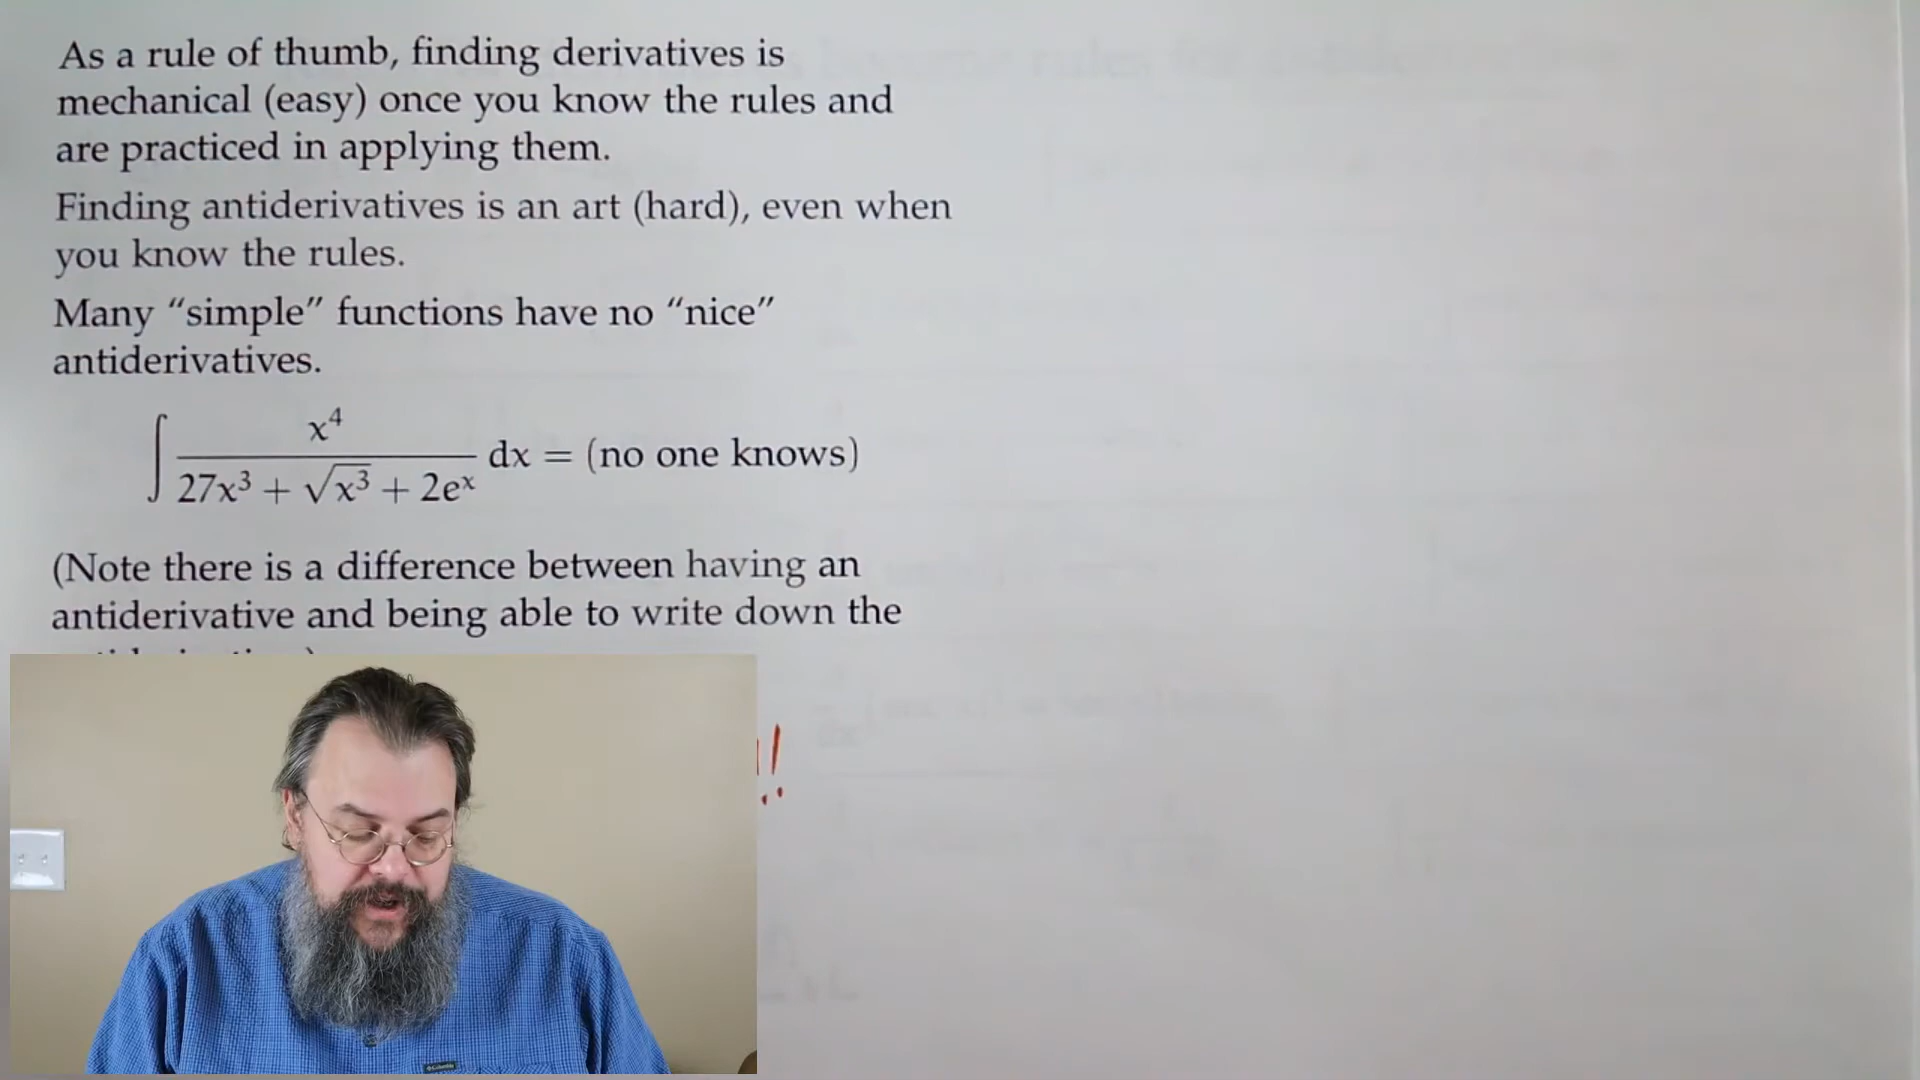 As a rule of thumb, finding derivatives is
mechanical (easy) once you know the rules and
are practiced in applying them.
Finding antiderivatives is an art (hard), even when
you know the rules.
Many “simple” functions have no “nice”
antiderivatives.
∫ x⁴ / (27x³ + √x³ + 2eˣ) dx = (no one knows)
(Note there is a difference between having an
antiderivative and being able to write down the
!!
Columbia